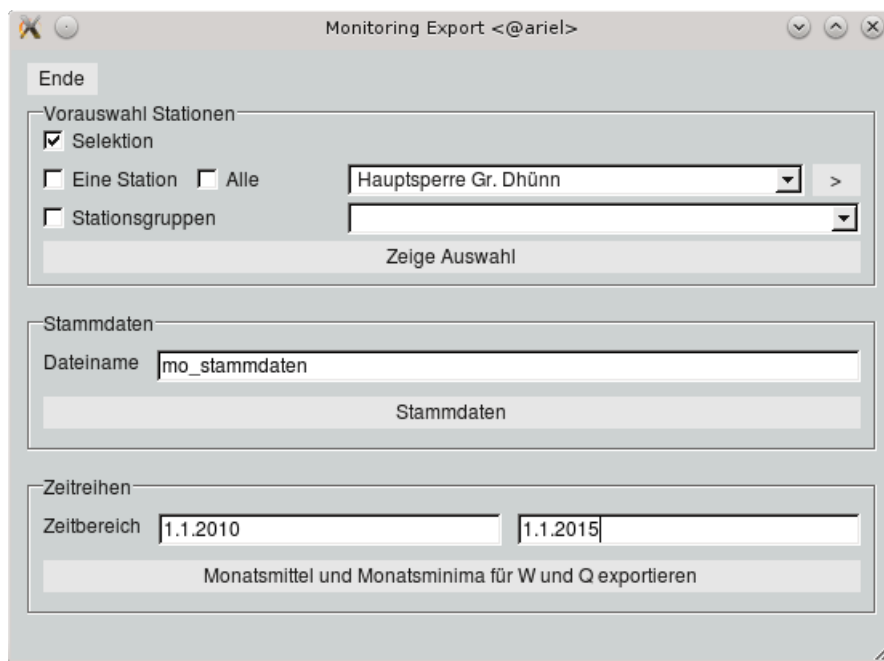 Monitoring Export <@ariel>
Ende
Vorauswahl Stationen
Selektion
Eine Station Alle Hauptsperre Gr. Dhünn >
Stationsgruppen
Zeige Auswahl
Stammdaten
Dateiname mo_stammdaten
Stammdaten
Zeitreihen
Zeitbereich 1.1.2010 1.1.2015
Monatsmittel und Monatsminima für W und Q exportieren